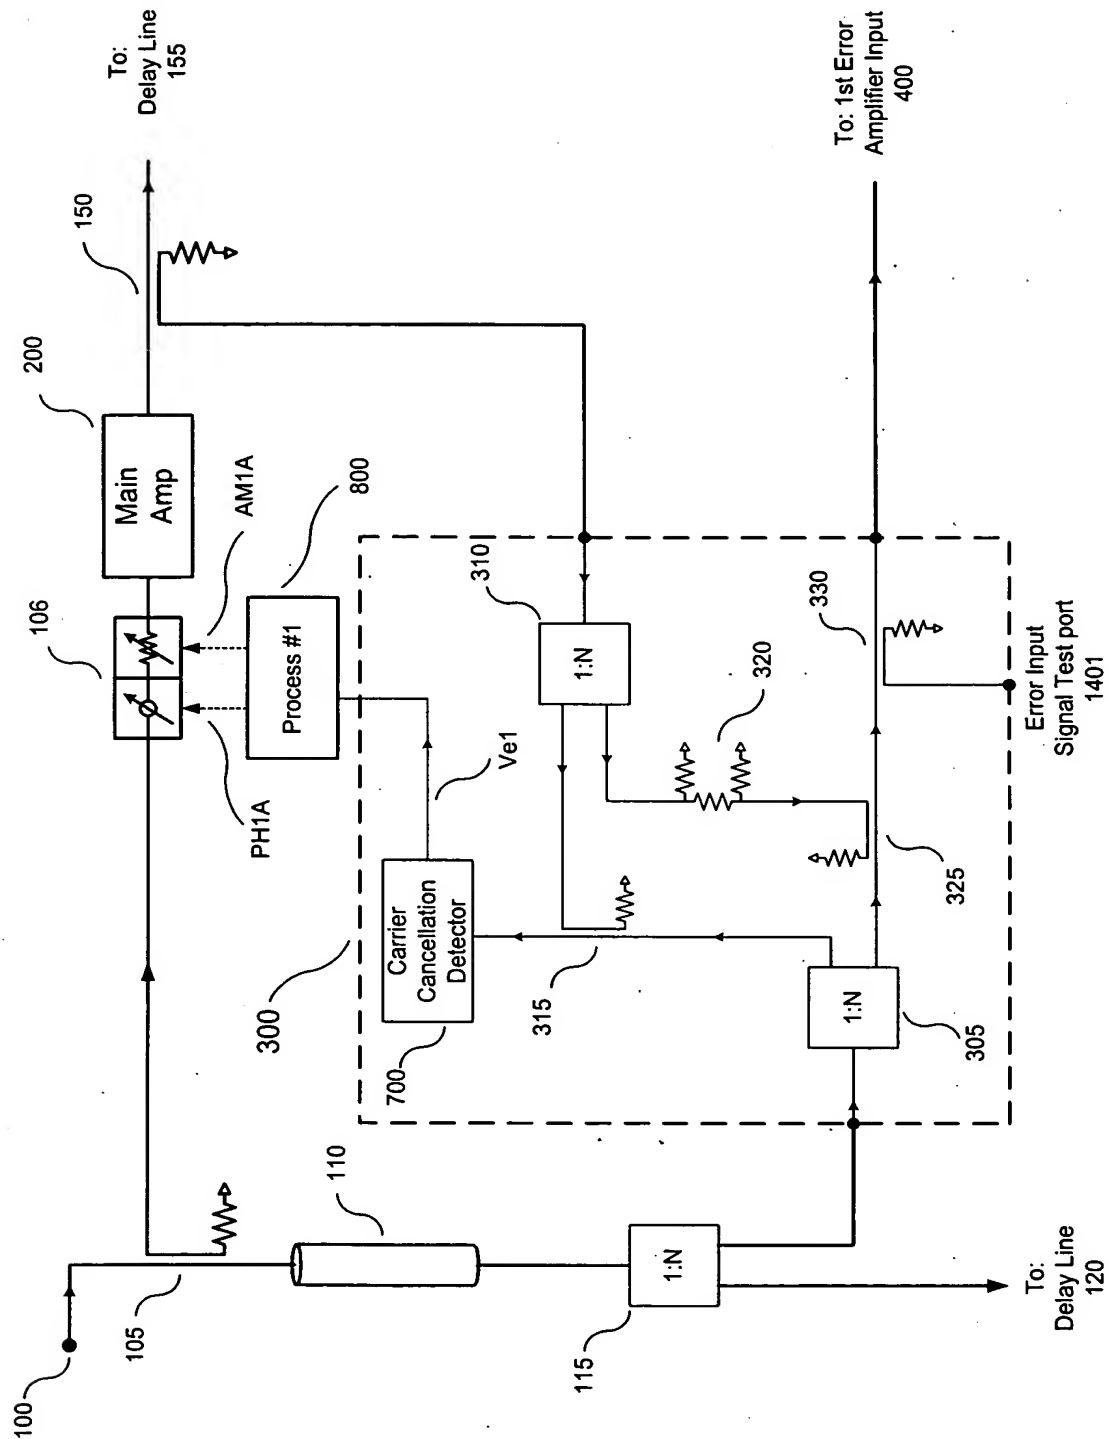 100
105
110
115
To:
Delay Line
120
106
PH1A
AM1A
Main
Amp
200
150
To:
Delay Line
155
Process #1
800
300
Carrier
Cancellation
Detector
700
Ve1
1:N
310
315
320
1:N
305
1:N
325
330
Error Input
Signal Test port
1401
To: 1st Error
Amplifier Input
400